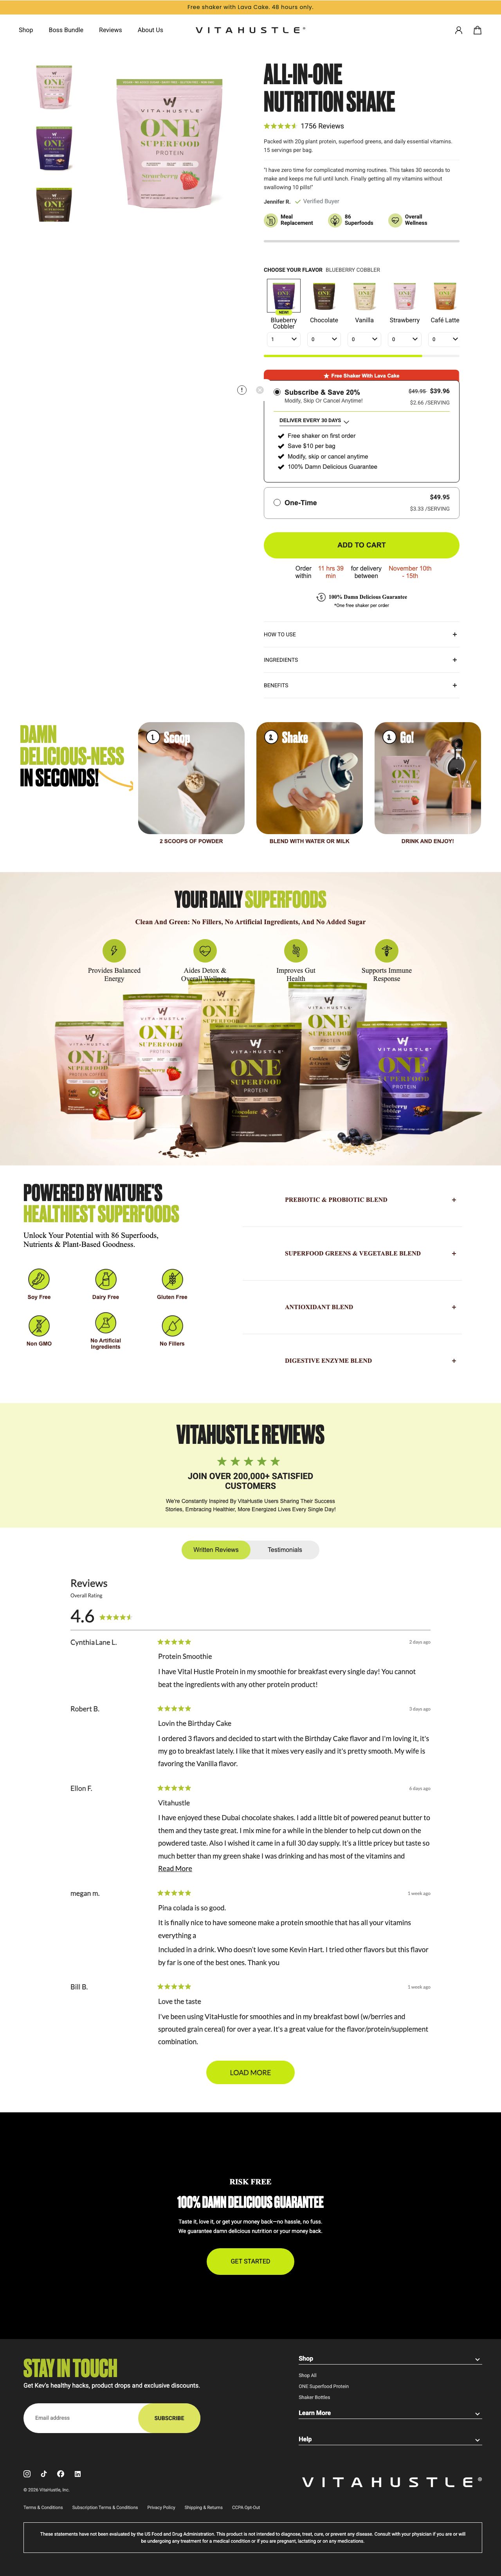 Free shaker with Lava Cake. 48 hours only.
Shop Boss Bundle Reviews About Us
VITAHUSTLE®
ALL-IN-ONE
NUTRITION SHAKE
1756 Reviews
Packed with 20g plant protein, superfood greens, and daily essential vitamins.
15 servings per bag.
"I have zero time for complicated morning routines. This takes 30 seconds to
make and keeps me full until lunch. Finally getting all my vitamins without
swallowing 10 pills!"
Jennifer R. Verified Buyer
Meal
Replacement
86
Superfoods
Overall
Wellness
VITA·HUSTLE
ONE
SUPERFOOD
PROTEIN
Strawberry
CHOOSE YOUR FLAVOR BLUEBERRY COBBLER
NEW!
Blueberry
Cobbler
Chocolate
Vanilla
Strawberry
Café Latte
1 0 0 0 0
Free Shaker With Lava Cake
Subscribe & Save 20%
$49.95 $39.96
Modify, Skip Or Cancel Anytime!
$2.66 /SERVING
DELIVER EVERY 30 DAYS
Free shaker on first order
Save $10 per bag
Modify, skip or cancel anytime
100% Damn Delicious Guarantee
One-Time
$49.95
$3.33 /SERVING
ADD TO CART
Order
within
11 hrs 39
min
for delivery
between
November 10th
- 15th
100% Damn Delicious Guarantee
*One free shaker per order
HOW TO USE +
INGREDIENTS +
BENEFITS +
DAMN
DELICIOUS-NESS
IN SECONDS!
1. Scoop
2. Shake
Go!
2 SCOOPS OF POWDER
BLEND WITH WATER OR MILK
DRINK AND ENJOY!
YOUR DAILY SUPERFOODS
Clean And Green: No Fillers, No Artificial Ingredients, And No Added Sugar
Provides Balanced
Energy
Aides Detox &
Overall Wellness
Improves Gut
Health
Supports Immune
Response
VITA·HUSTLE
ONE
SUPERFOOD
PROTEIN
Strawberry
Chocolate
Cookies
& Cream
Blueberry
Cobbler
POWERED BY NATURE'S
HEALTHIEST SUPERFOODS
Unlock Your Potential with 86 Superfoods,
Nutrients & Plant-Based Goodness.
Soy Free
Dairy Free
Gluten Free
Non GMO
No Artificial
Ingredients
No Fillers
PREBIOTIC & PROBIOTIC BLEND +
SUPERFOOD GREENS & VEGETABLE BLEND +
ANTIOXIDANT BLEND +
DIGESTIVE ENZYME BLEND +
VITAHUSTLE REVIEWS
JOIN OVER 200,000+ SATISFIED
CUSTOMERS
We're Constantly Inspired By VitaHustle Users Sharing Their Success
Stories, Embracing Healthier, More Energized Lives Every Single Day!
Written Reviews Testimonials
Reviews
Overall Rating
4.6
Cynthia Lane L. 2 days ago
Protein Smoothie
I have Vital Hustle Protein in my smoothie for breakfast every single day! You cannot
beat the ingredients with any other protein product!
Robert B. 3 days ago
Lovin the Birthday Cake
I ordered 3 flavors and decided to start with the Birthday Cake flavor and I'm loving it, it's
my go to breakfast lately. I like that it mixes very easily and it's pretty smooth. My wife is
favoring the Vanilla flavor.
Ellon F. 6 days ago
Vitahustle
I have enjoyed these Dubai chocolate shakes. I add a little bit of powered peanut butter to
them and they taste great. I mix mine for a while in the blender to help cut down on the
powdered taste. Also I wished it came in a full 30 day supply. It's a little pricey but taste so
much better than my green shake I was drinking and has most of the vitamins and
Read More
megan m. 1 week ago
Pina colada is so good.
It is finally nice to have someone make a protein smoothie that has all your vitamins
everything a
Included in a drink. Who doesn't love some Kevin Hart. I tried other flavors but this flavor
by far is one of the best ones. Thank you
Bill B. 1 week ago
Love the taste
I've been using VitaHustle for smoothies and in my breakfast bowl (w/berries and
sprouted grain cereal) for over a year. It's a great value for the flavor/protein/supplement
combination.
LOAD MORE
RISK FREE
100% DAMN DELICIOUS GUARANTEE
Taste it, love it, or get your money back—no hassle, no fuss.
We guarantee damn delicious nutrition or your money back.
GET STARTED
STAY IN TOUCH
Get Kev's healthy hacks, product drops and exclusive discounts.
Email address SUBSCRIBE
Shop
Shop All
ONE Superfood Protein
Shaker Bottles
Learn More
Help
© 2026 VitaHustle, Inc.
VITAHUSTLE®
Terms & Conditions Subscription Terms & Conditions Privacy Policy Shipping & Returns CCPA Opt-Out
These statements have not been evaluated by the US Food and Drug Administration. This product is not intended to diagnose, treat, cure, or prevent any disease. Consult with your physician if you are or will
be undergoing any treatment for a medical condition or if you are pregnant, lactating or on any medications.